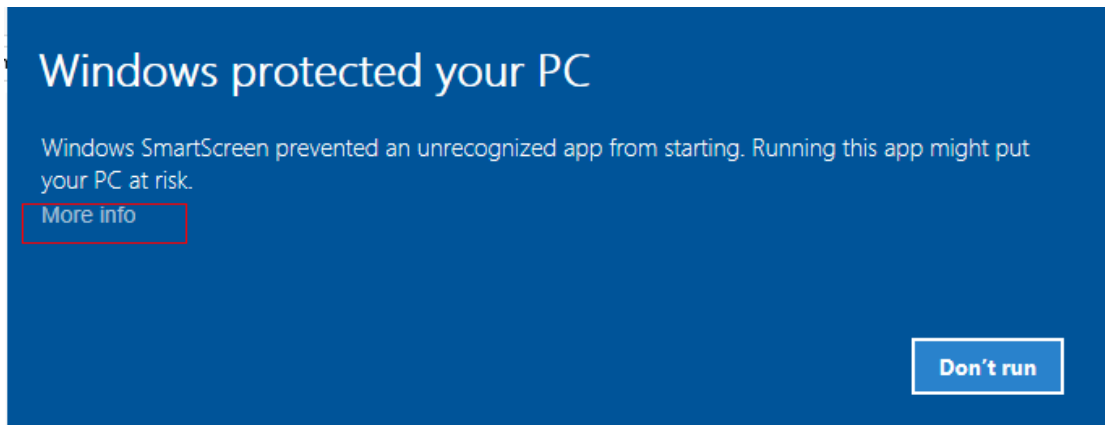 Windows protected your PC
Windows SmartScreen prevented an unrecognized app from starting. Running this app might put
your PC at risk.
More info
Don't run